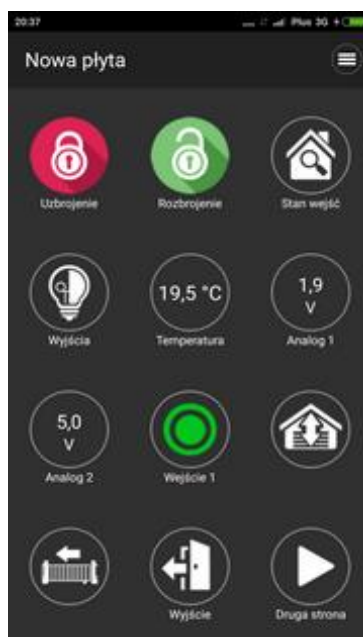 20:37
Plus 3G
Nowa płyta
Uzbrojenie
Rozbrojenie
Stan wejść
19,5 °C
1,9
V
Wyjścia
Temperatura
Analog 1
5,0
V
Analog 2
Wejście 1
Wyjście
Druga strona